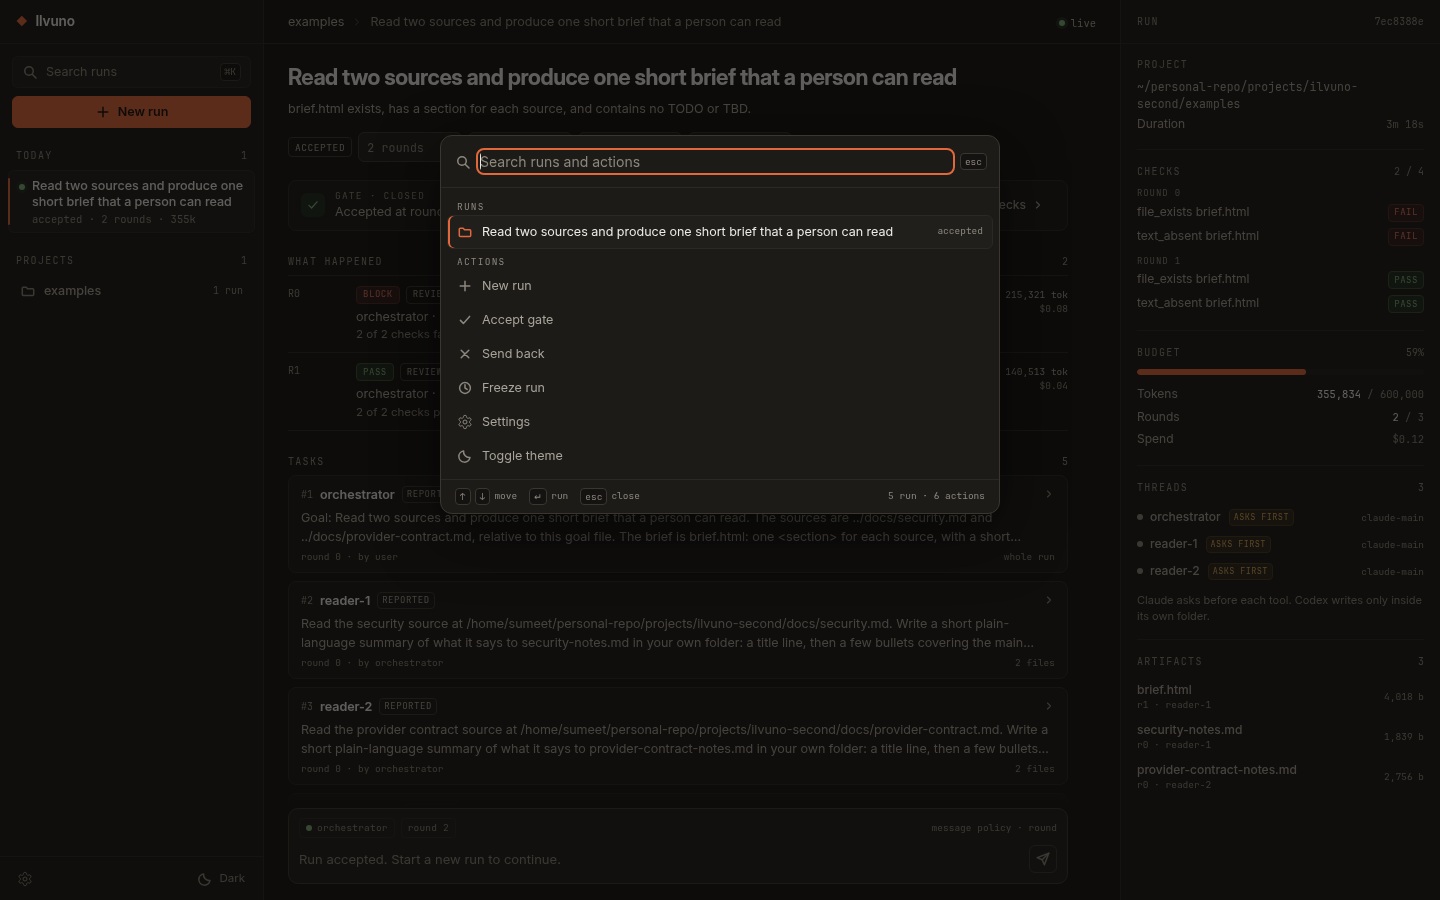 llvuno
Search runs ⌘K
New run
TODAY 1
Read two sources and produce one
short brief that a person can read
accepted · 2 rounds · 355k
PROJECTS 1
examples 1 run
Dark
examples › Read two sources and produce one short brief that a person can read
live
Read two sources and produce one short brief that a person can read
brief.html exists, has a section for each source, and contains no TODO or TBD.
ACCEPTED 2 rounds
GATE · CLOSED
Accepted at
WHAT HAPPENED 2
R0 BLOCK 215,321 tok
orchestrator · $0.08
2 of 2 checks
R1 PASS 140,513 tok
orchestrator · $0.04
2 of 2 checks
TASKS 5
Search runs and actions esc
RUNS
Read two sources and produce one short brief that a person can read accepted
ACTIONS
New run
Accept gate
Send back
Freeze run
Settings
Toggle theme
↑ ↓ move ↵ run esc close 5 run · 6 actions
#1 orchestrator
Goal: Read two sources and produce one short brief that a person can read. The sources are ../docs/security.md and
../docs/provider-contract.md, relative to this goal file. The brief is brief.html: one <section> for each source, with a short...
round 0 · by user whole run
#2 reader-1 REPORTED
Read the security source at /home/sumeet/personal-repo/projects/ilvuno-second/docs/security.md. Write a short plain-
language summary of what it says to security-notes.md in your own folder: a title line, then a few bullets covering the main...
round 0 · by orchestrator 2 files
#3 reader-2 REPORTED
Read the provider contract source at /home/sumeet/personal-repo/projects/ilvuno-second/docs/provider-contract.md. Write a
short plain-language summary of what it says to provider-contract-notes.md in your own folder: a title line, then a few bullets...
round 0 · by orchestrator 2 files
orchestrator round 2 message policy · round
Run accepted. Start a new run to continue.
RUN 7ec8388e
PROJECT
~/personal-repo/projects/ilvuno-
second/examples
Duration 3m 18s
CHECKS 2 / 4
ROUND 0
file_exists brief.html FAIL
text_absent brief.html FAIL
ROUND 1
file_exists brief.html PASS
text_absent brief.html PASS
BUDGET 59%
Tokens 355,834 / 600,000
Rounds 2 / 3
Spend $0.12
THREADS 3
orchestrator ASKS FIRST claude-main
reader-1 ASKS FIRST claude-main
reader-2 ASKS FIRST claude-main
Claude asks before each tool. Codex writes only inside
its own folder.
ARTIFACTS 3
brief.html 4,018 b
r1 · reader-1
security-notes.md 1,839 b
r0 · reader-1
provider-contract-notes.md 2,756 b
r0 · reader-2